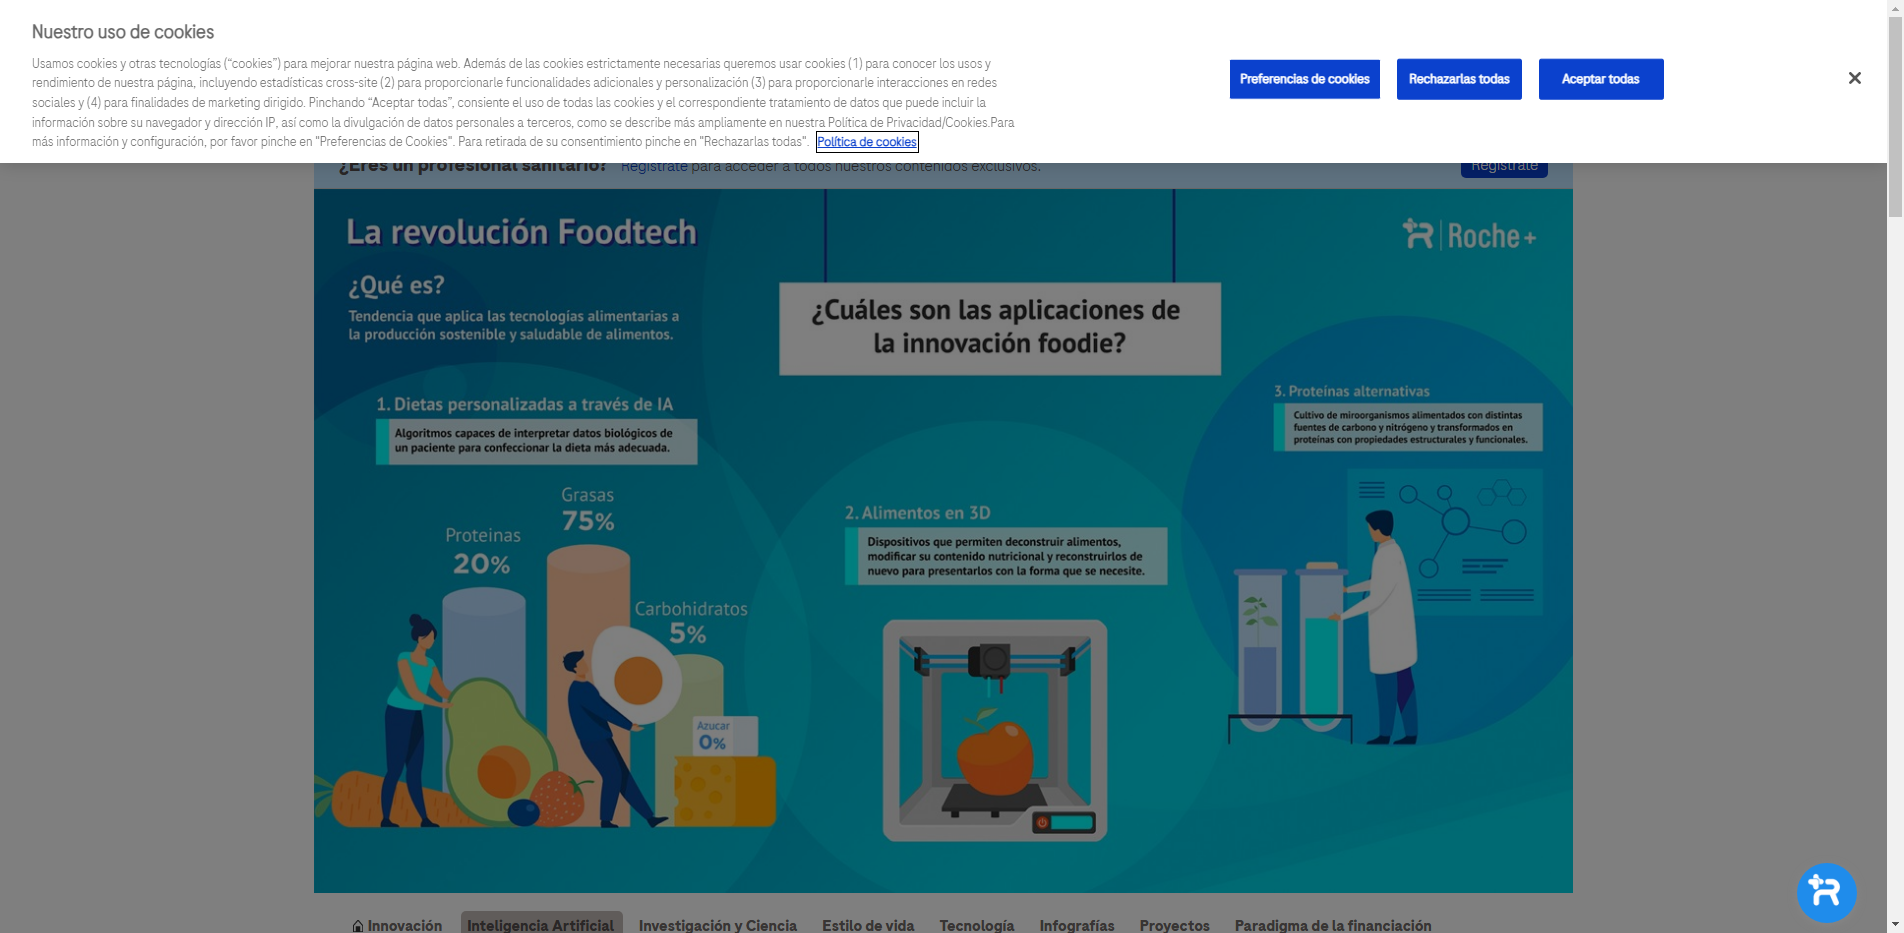 Nuestro uso de cookies
Usamos cookies y otras tecnologías (“cookies”) para mejorar nuestra página web. Además de las cookies estrictamente necesarias queremos usar cookies (1) para conocer los usos y
rendimiento de nuestra página, incluyendo estadísticas cross-site (2) para proporcionarle funcionalidades adicionales y personalización (3) para proporcionarle interacciones en redes
sociales y (4) para finalidades de marketing dirigido. Pinchando “Aceptar todas”, consiente el uso de todas las cookies y el correspondiente tratamiento de datos que puede incluir la
información sobre su navegador y dirección IP, así como la divulgación de datos personales a terceros, como se describe más ampliamente en nuestra Política de Privacidad/Cookies.Para
más información y configuración, por favor pinche en "Preferencias de Cookies". Para retirada de su consentimiento pinche en "Rechazarlas todas". Política de cookies
Preferencias de cookies
Rechazarlas todas
Aceptar todas
¿Eres un profesional sanitario? Regístrate para acceder a todos nuestros contenidos exclusivos.
Regístrate
La revolución Foodtech
Roche+
¿Qué es?
Tendencia que aplica las tecnologías alimentarias a
la producción sostenible y saludable de alimentos.
¿Cuáles son las aplicaciones de
la innovación foodie?
1. Dietas personalizadas a través de IA
Algoritmos capaces de interpretar datos biológicos de
un paciente para confeccionar la dieta más adecuada.
Grasas
75%
Proteinas
20%
Carbohidratos
5%
Azucar
0%
2. Alimentos en 3D
Dispositivos que permiten deconstruir alimentos,
modificar su contenido nutricional y reconstruirlos de
nuevo para presentarlos con la forma que se necesite.
3. Proteínas alternativas
Cultivo de miroorganismos alimentados con distintas
fuentes de carbono y nitrógeno y transformados en
proteínas con propiedades estructurales y funcionales.
Innovación
Inteligencia Artificial
Investigación y Ciencia
Estilo de vida
Tecnología
Infografías
Proyectos
Paradigma de la financiación